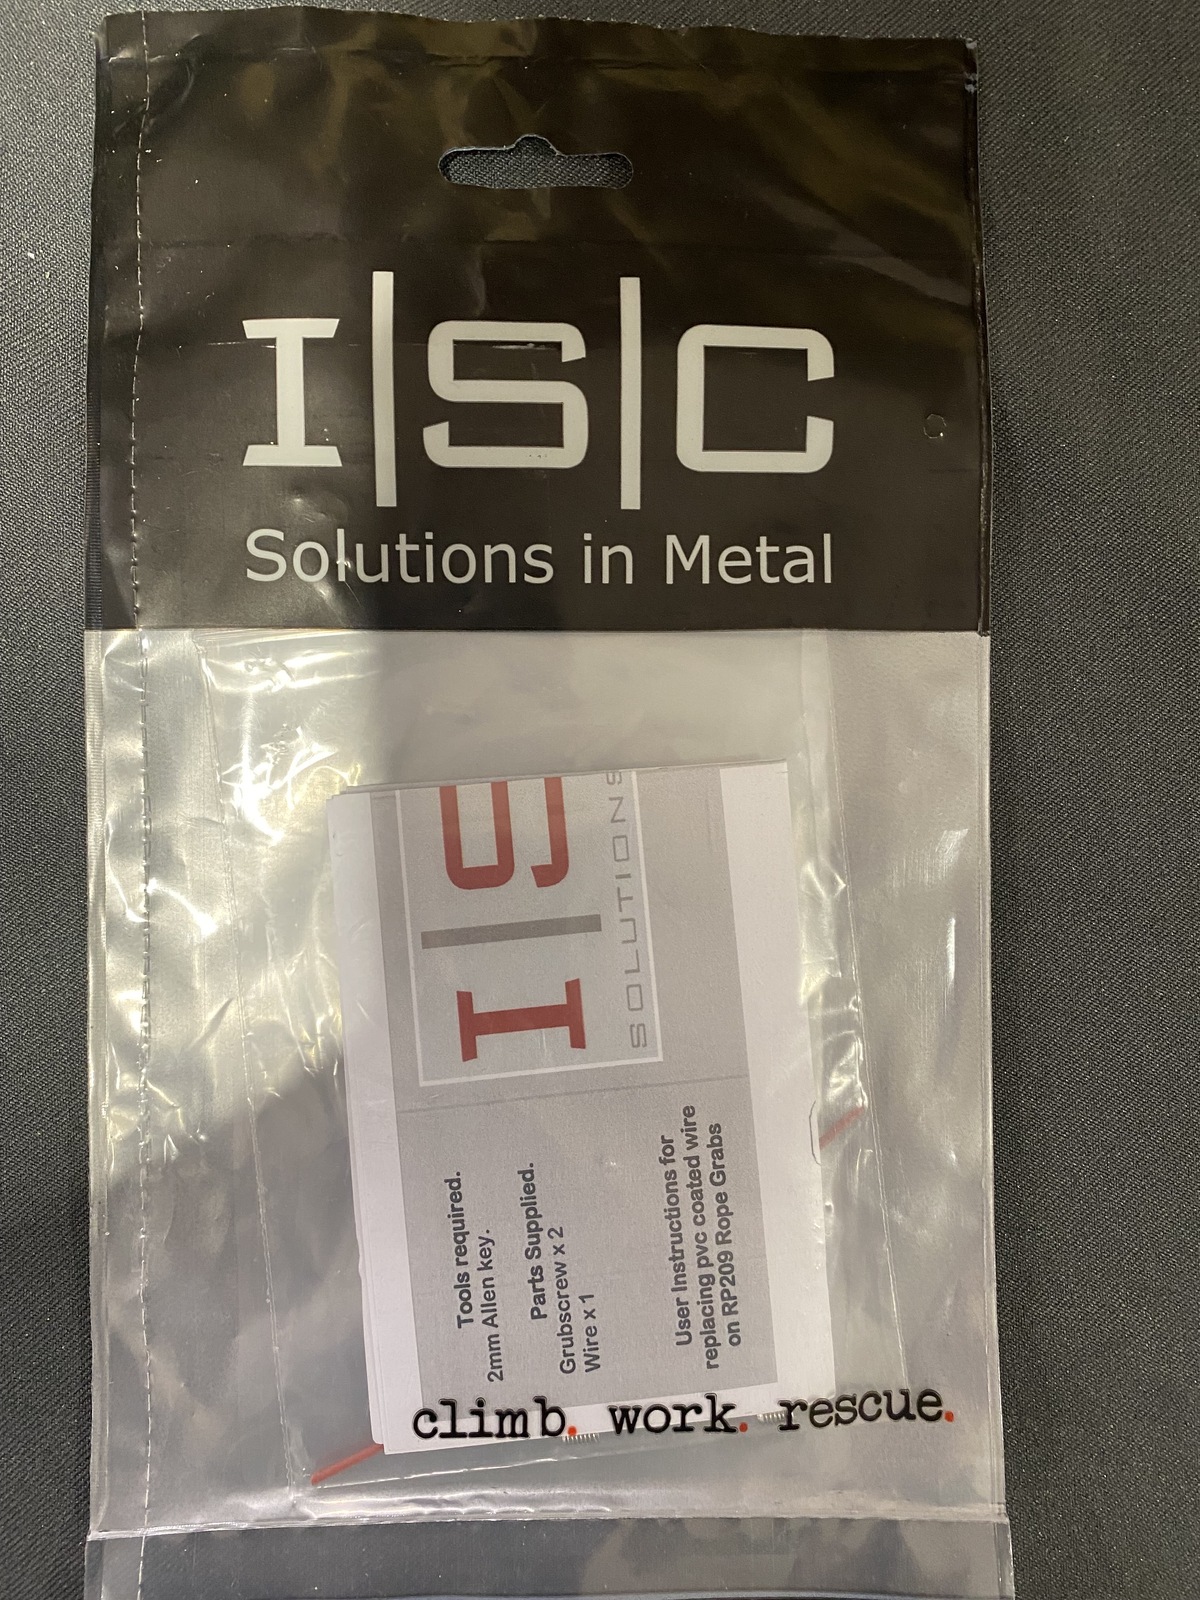 I|S|C
Solutions in Metal
I|S
SOLUTIONS
Tools required.
2mm Allen key.
Parts Supplied.
Grubscrew x 2
Wire x 1
User Instructions for
replacing pvc coated wire
on RP209 Rope Grabs
climb. work. rescue.